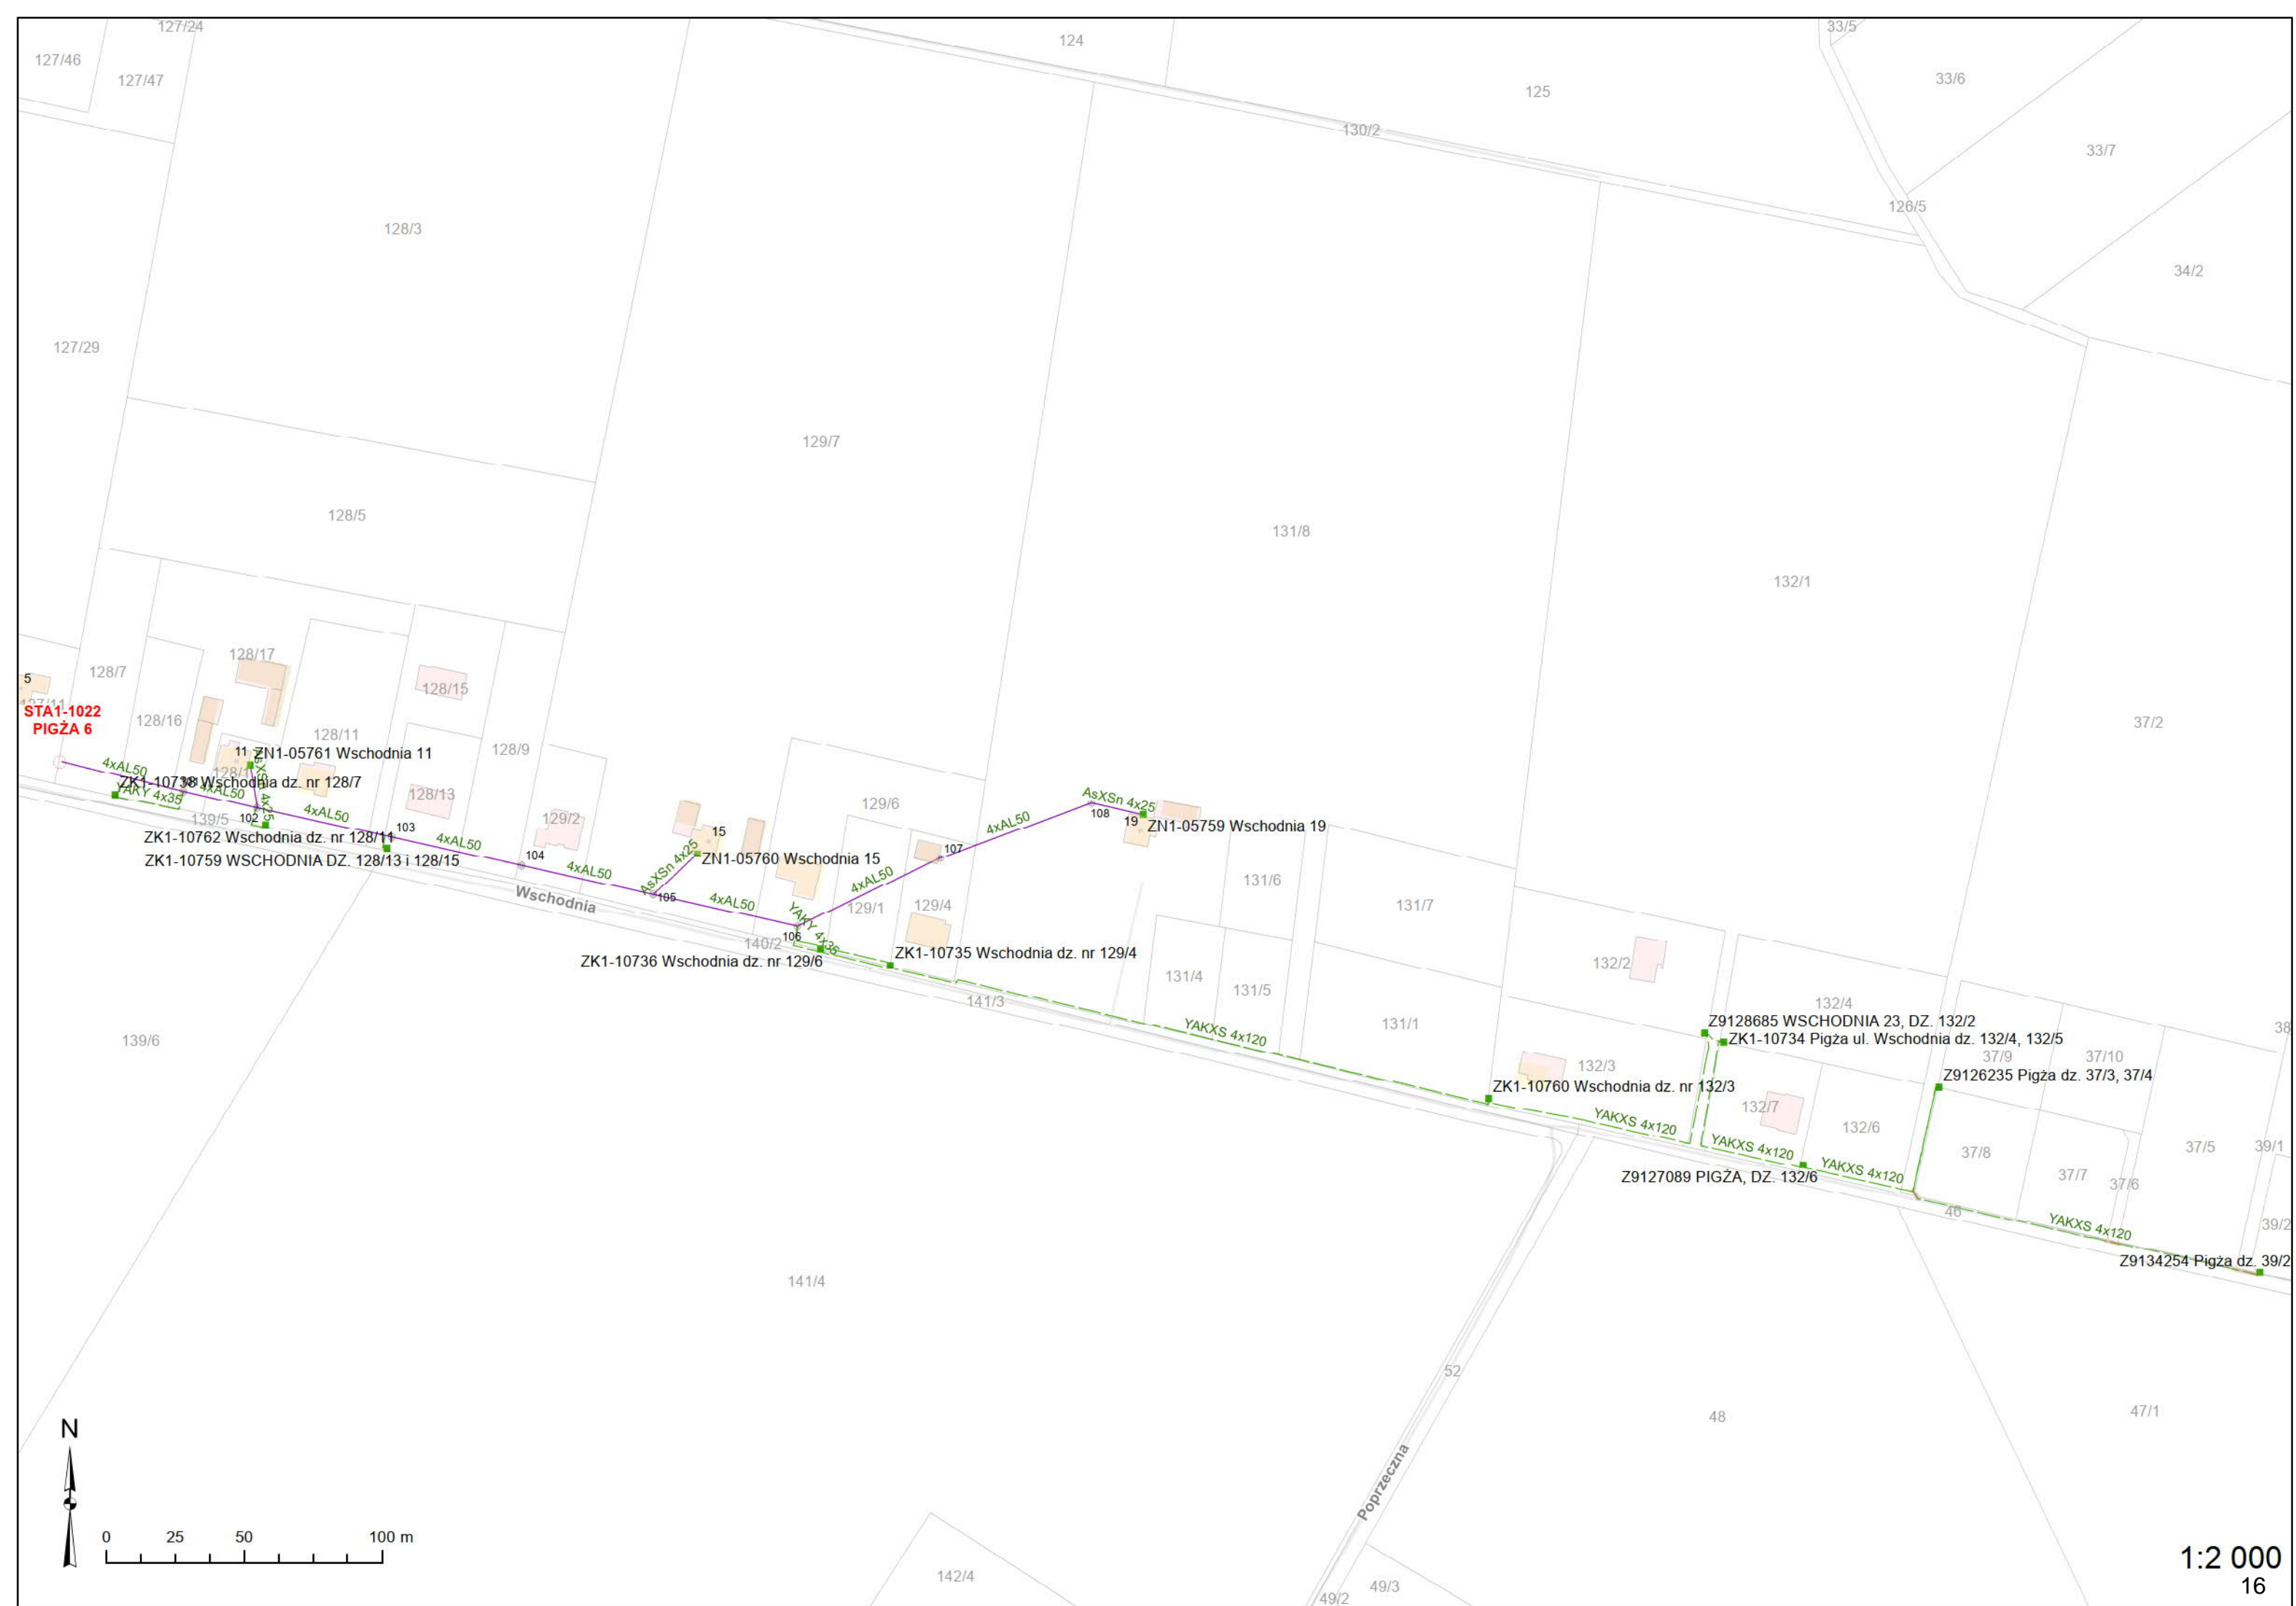 127/24
127/46
127/47
124
125
130/2
33/5
33/6
33/7
126/5
34/2
128/3
127/29
129/7
128/5
131/8
132/1
37/2
128/17
128/7
128/15
5
127/11
STA1-1022
PIGŻA 6
128/16
128/11
128/9
11
ZN1-05761 Wschodnia 11
4xAL50
ZK1-10738 Wschodnia dz. nr 128/7
YAKY 4x35
4xAL50
AsXSn 4x25
128/13
139/5
102
4xAL50
103
ZK1-10762 Wschodnia dz. nr 128/11
ZK1-10759 WSCHODNIA DZ. 128/13 i 128/15
4xAL50
104
129/2
4xAL50
Wschodnia
15
AsXSn 4x25
ZN1-05760 Wschodnia 15
105
4xAL50
129/6
107
4xAL50
4xAL50
AsXSn 4x25
108
19
ZN1-05759 Wschodnia 19
129/1
129/4
YAKY 4x35
106
140/2
ZK1-10736 Wschodnia dz. nr 129/6
ZK1-10735 Wschodnia dz. nr 129/4
131/6
131/7
131/4
131/5
141/3
YAKXS 4x120
131/1
132/2
132/4
38
Z9128685 WSCHODNIA 23, DZ. 132/2
ZK1-10734 Pigża ul. Wschodnia dz. 132/4, 132/5
37/9
37/10
132/3
Z9126235 Pigża dz. 37/3, 37/4
ZK1-10760 Wschodnia dz. nr 132/3
132/7
YAKXS 4x120
132/6
YAKXS 4x120
YAKXS 4x120
Z9127089 PIGŻA, DZ. 132/6
37/8
37/7
37/6
37/5
39/1
39/2
46
YAKXS 4x120
Z9134254 Pigża dz. 39/2
139/6
141/4
52
48
47/1
Poprzeczna
142/4
49/2
49/3
N
0 25 50 100 m
1:2 000
16